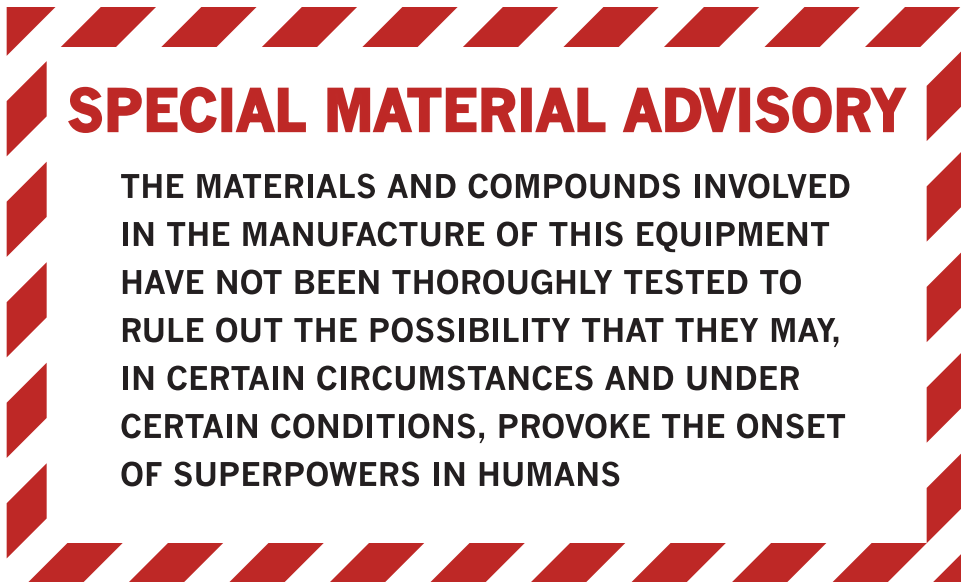 SPECIAL MATERIAL ADVISORY
THE MATERIALS AND COMPOUNDS INVOLVED
IN THE MANUFACTURE OF THIS EQUIPMENT
HAVE NOT BEEN THOROUGHLY TESTED TO
RULE OUT THE POSSIBILITY THAT THEY MAY,
IN CERTAIN CIRCUMSTANCES AND UNDER
CERTAIN CONDITIONS, PROVOKE THE ONSET
OF SUPERPOWERS IN HUMANS